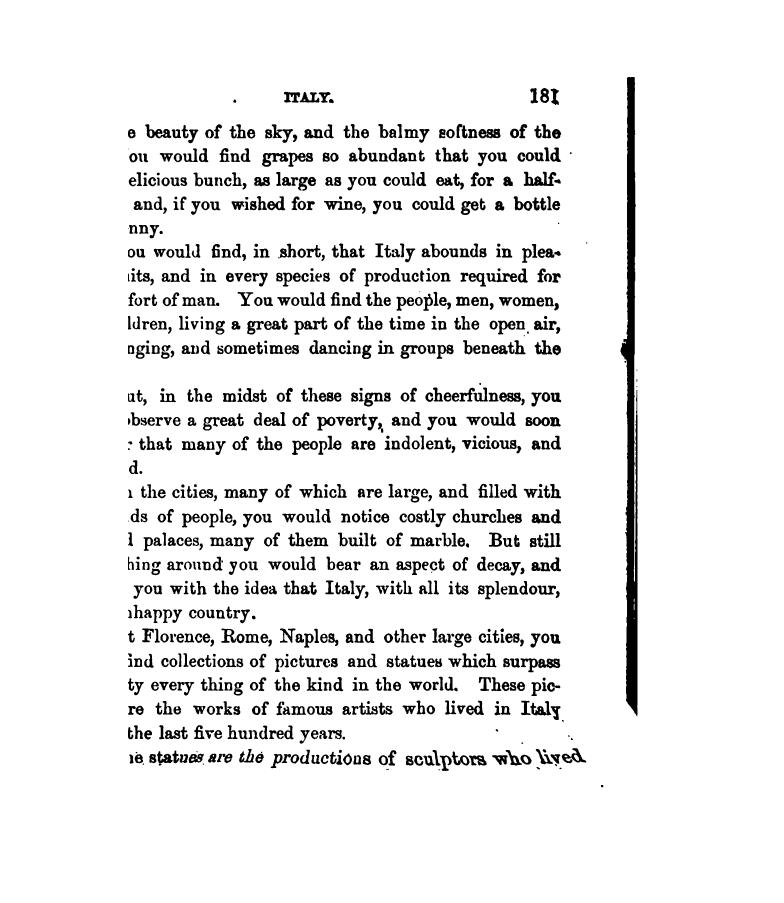 ITALY. 181
e beauty of the sky, and the balmy softness of the
ou would find grapes so abundant that you could
elicious bunch, as large as you could eat, for a half-
and, if you wished for wine, you could get a bottle
nny.
ou would find, in short, that Italy abounds in plea-
its, and in every species of production required for
fort of man. You would find the people, men, women,
ldren, living a great part of the time in the open air,
nging, and sometimes dancing in groups beneath the
ut, in the midst of these signs of cheerfulness, you
bserve a great deal of poverty, and you would soon
that many of the people are indolent, vicious, and
d.
the cities, many of which are large, and filled with
ds of people, you would notice costly churches and
l palaces, many of them built of marble. But still
hing around you would bear an aspect of decay, and
you with the idea that Italy, with all its splendour,
happy country.
t Florence, Rome, Naples, and other large cities, you
ind collections of pictures and statues which surpass
ty every thing of the kind in the world. These pic-
re the works of famous artists who lived in Italy
the last five hundred years.
e statues are the productions of sculptors who lived